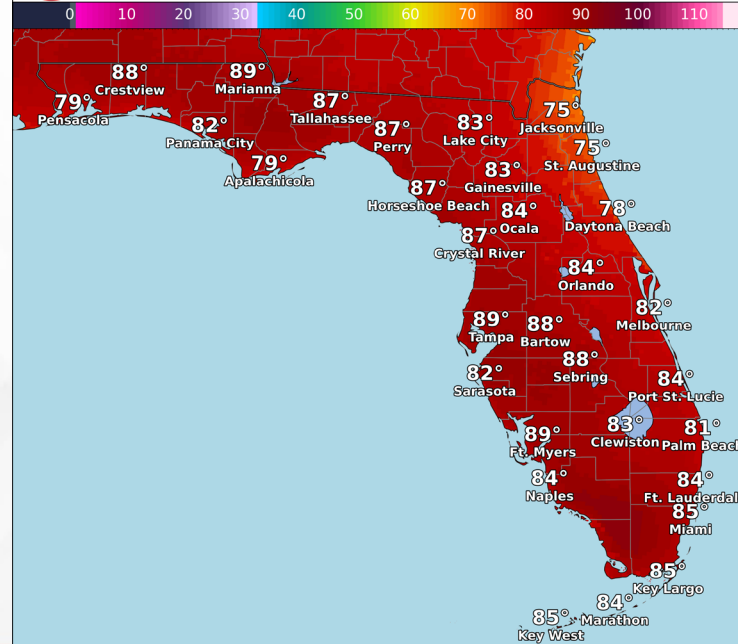 0 10 20 30 40 50 60 70 80 90 100 110
88°
Crestview
89°
Marianna
79°
Pensacola
87°
Tallahassee
75°
Jacksonville
82°
Panama City
87°
Perry
83°
Lake City
75°
St. Augustine
79°
Apalachicola
83°
Gainesville
87°
Horseshoe Beach
84°
Ocala
78°
Daytona Beach
87°
Crystal River
84°
Orlando
82°
Melbourne
89°
Tampa
88°
Bartow
88°
Sebring
82°
Sarasota
84°
Port St. Lucie
83°
Clewiston
81°
Palm Beach
89°
Ft. Myers
84°
Naples
84°
Ft. Lauderdal
85°
Miami
85°
Key Largo
84°
Marathon
85°
Key West